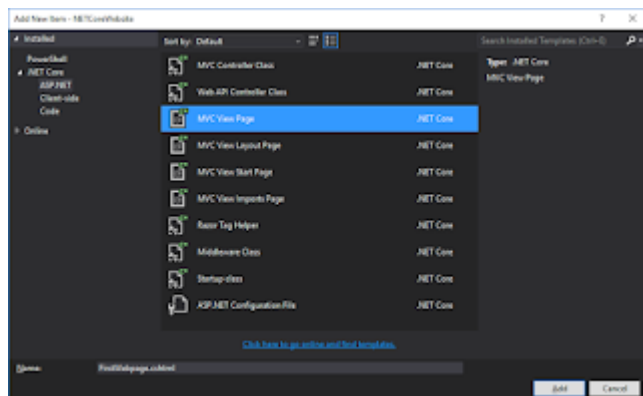 Add New Item - .NETCoreWebsite
Installed
Sort by: Default
Search Installed Templates (Ctrl+E)
PowerShell
.NET Core
ASP.NET
Client-side
Code
Online
MVC Controller Class .NET Core
Web API Controller Class .NET Core
MVC View Page .NET Core
MVC View Layout Page .NET Core
MVC View Start Page .NET Core
MVC View Imports Page .NET Core
Razor Tag Helper .NET Core
Middleware Class .NET Core
Startup class .NET Core
ASP.NET Configuration File .NET Core
Type: .NET Core
MVC View Page
Click here to go online and find templates.
Name: FirstWebpage.cshtml
Add Cancel